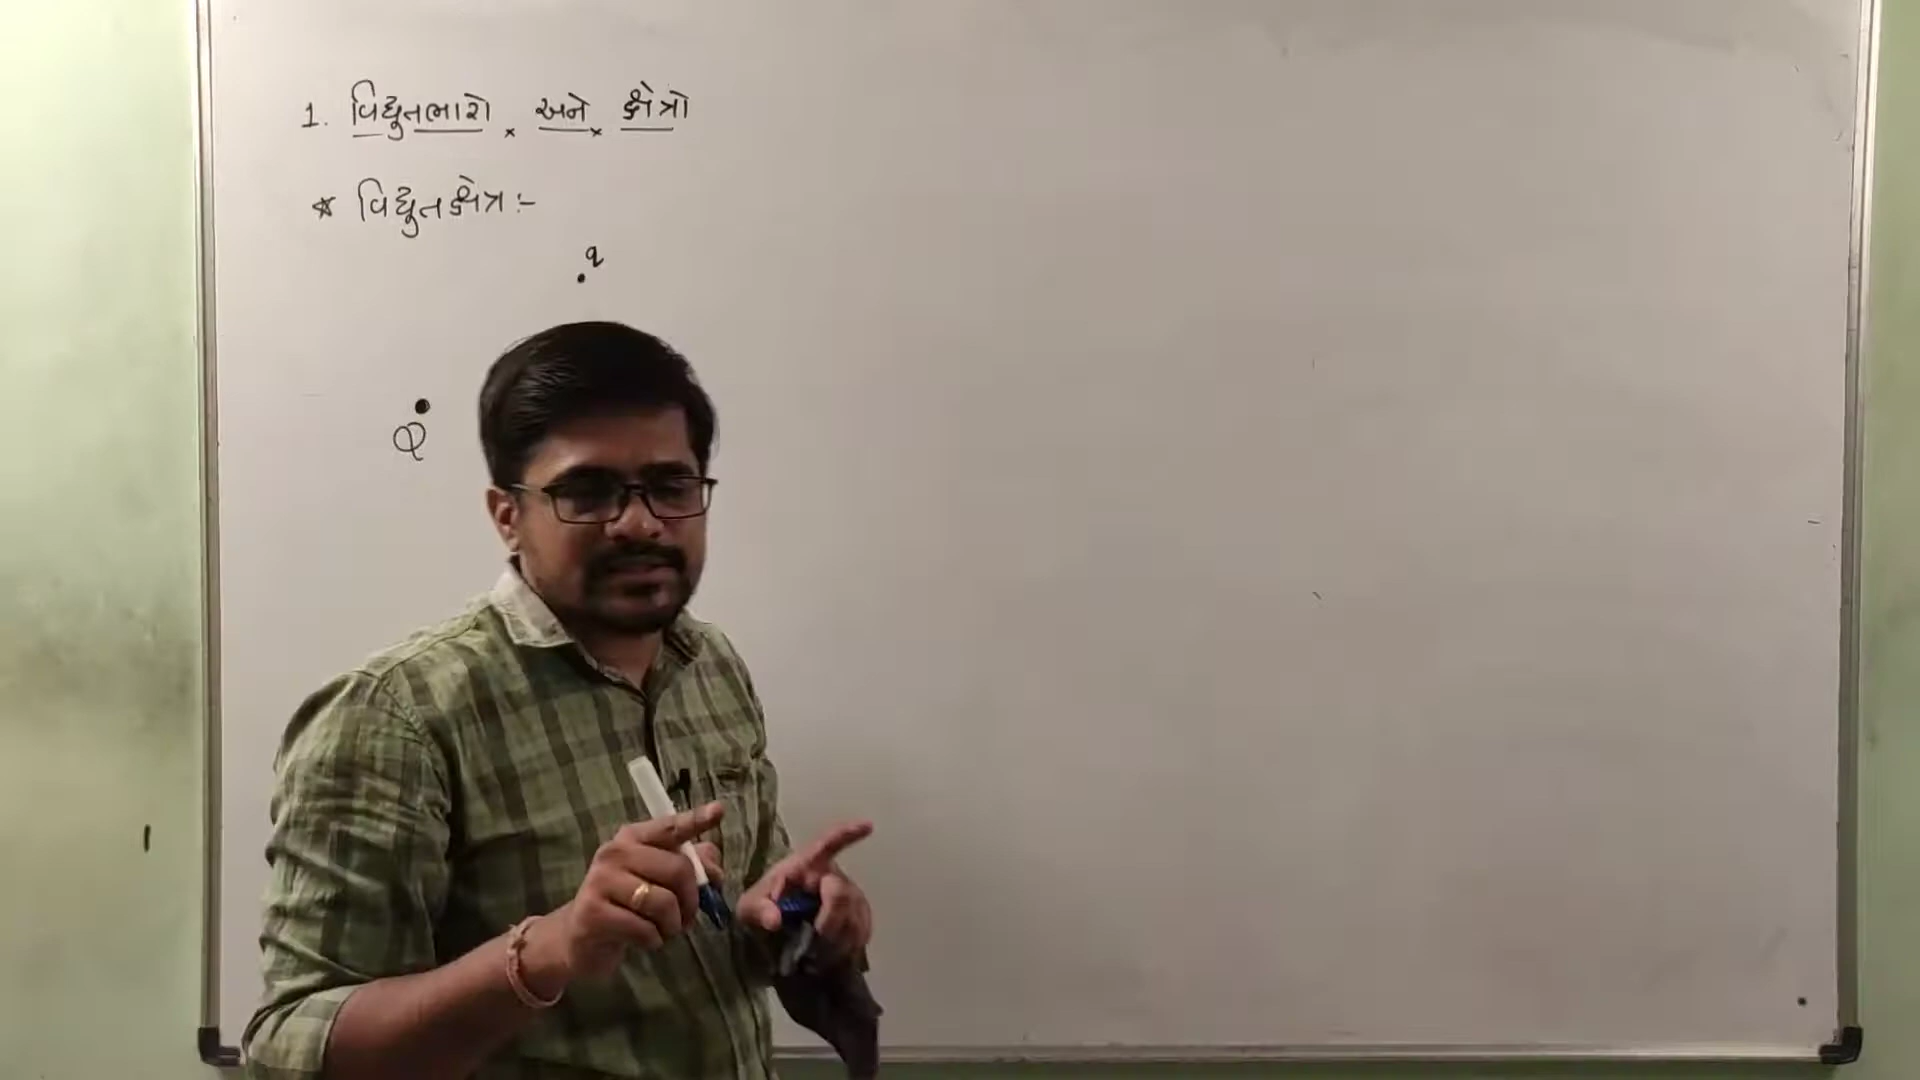 1. વિદ્યુતભારો અને ક્ષેત્રો
* વિદ્યુતક્ષેત્ર :-
q
Q